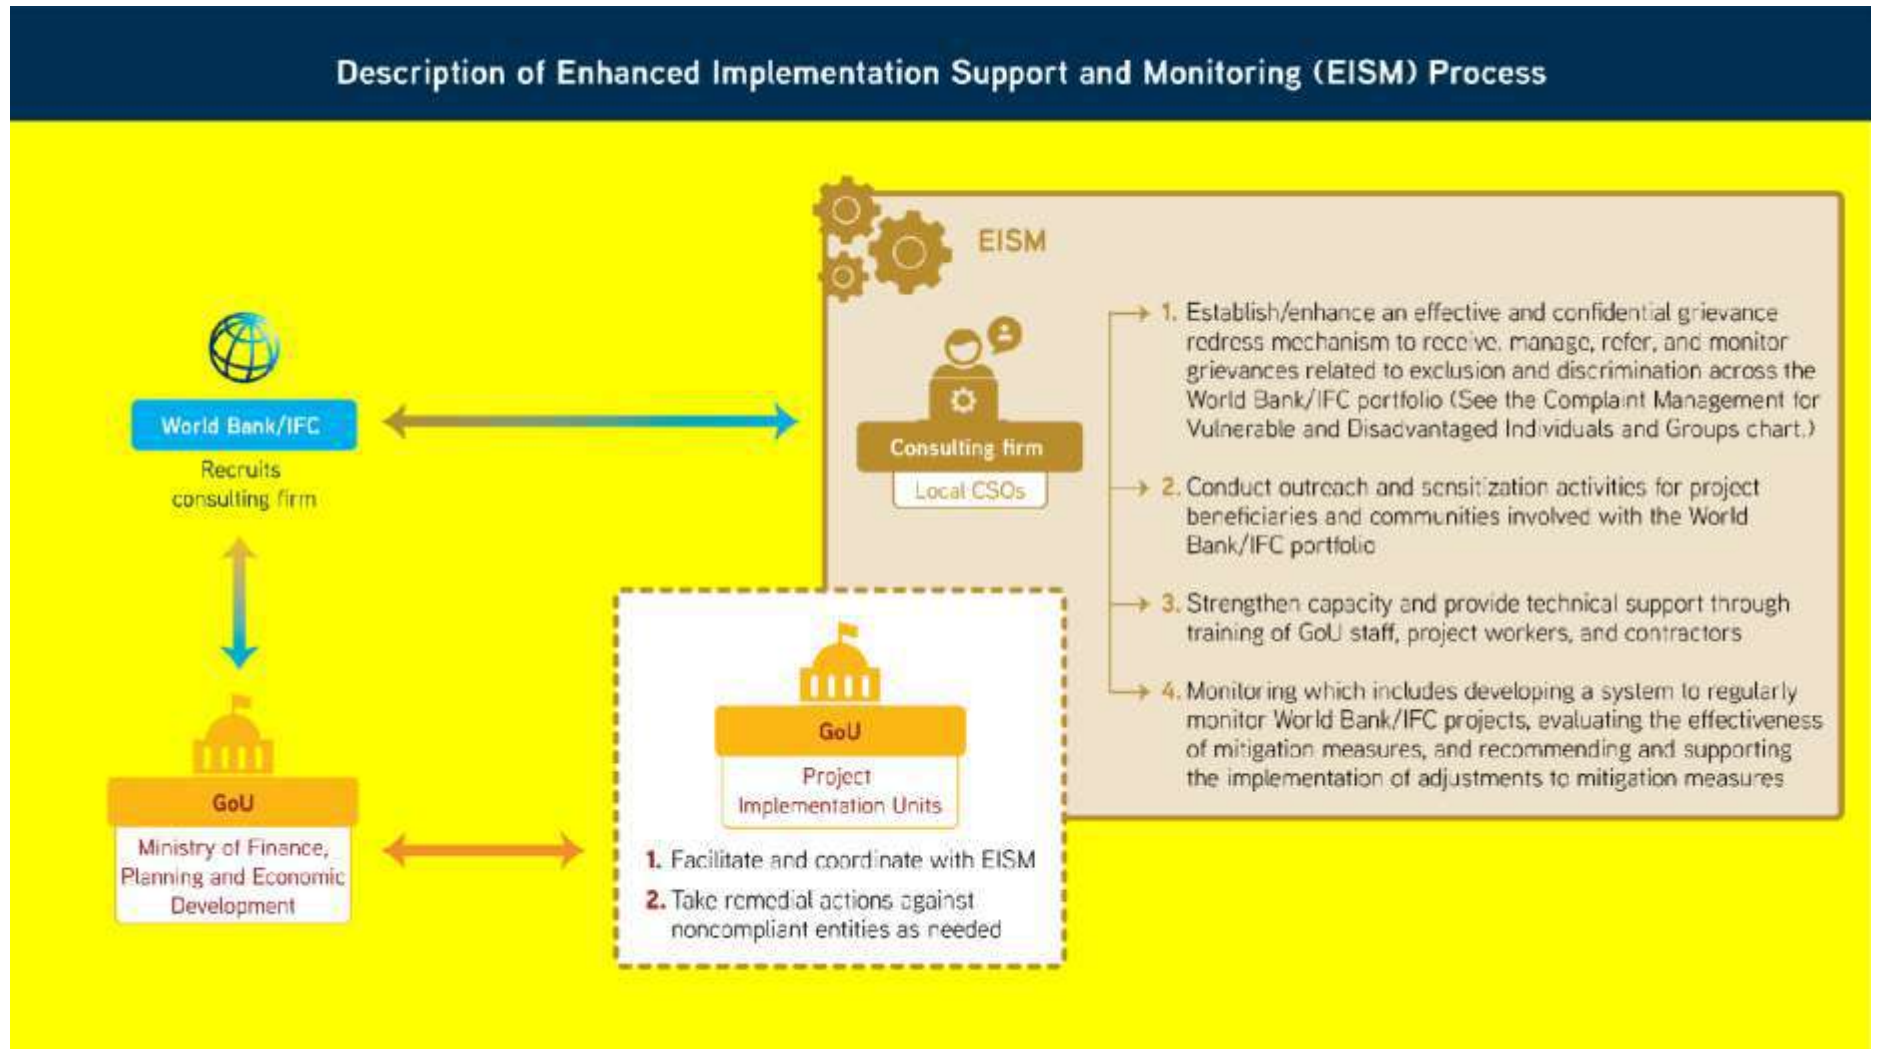 Description of Enhanced Implementation Support and Monitoring (EISM) Process
EISM
World Bank/IFC
Recruits
consulting firm
Consulting firm
Local CSOs
1. Establish/enhance an effective and confidential grievance
redress mechanism to receive, manage, refer, and monitor
grievances related to exclusion and discrimination across the
World Bank/IFC portfolio (See the Complaint Management for
Vulnerable and Disadvantaged Individuals and Groups chart.)
2. Conduct outreach and sensitization activities for project
beneficiaries and communities involved with the World
Bank/IFC portfolio
3. Strengthen capacity and provide technical support through
training of GoU staff, project workers, and contractors
4. Monitoring which includes developing a system to regularly
monitor World Bank/IFC projects, evaluating the effectiveness
of mitigation measures, and recommending and supporting
the implementation of adjustments to mitigation measures
GoU
Ministry of Finance,
Planning and Economic
Development
GoU
Project
Implementation Units
1. Facilitate and coordinate with EISM
2. Take remedial actions against
noncompliant entities as needed